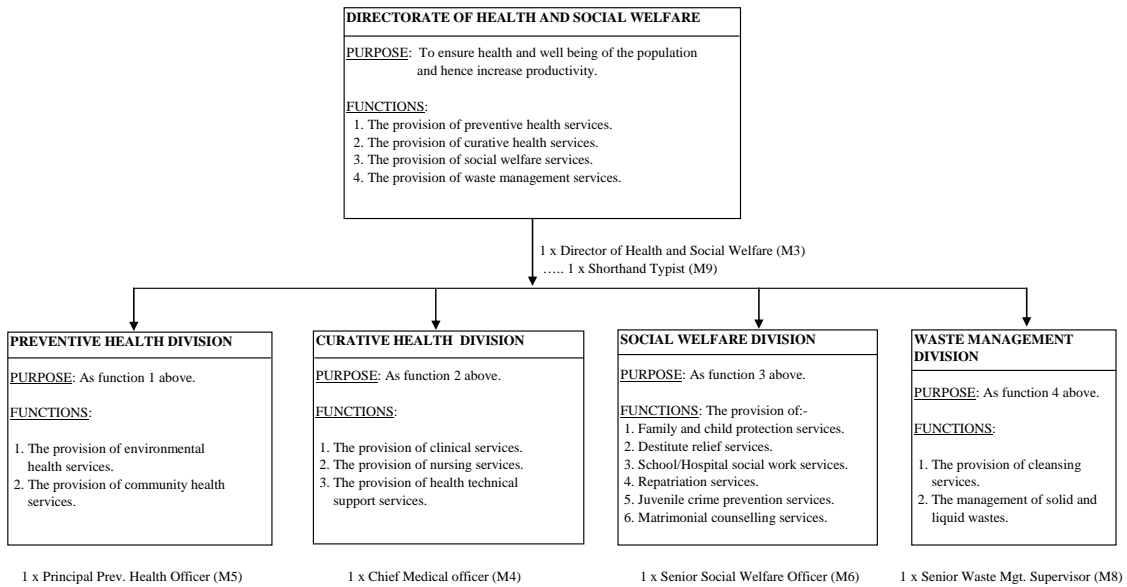 DIRECTORATE OF HEALTH AND SOCIAL WELFARE
PURPOSE: To ensure health and well being of the population
and hence increase productivity.
FUNCTIONS:
1. The provision of preventive health services.
2. The provision of curative health services.
3. The provision of social welfare services.
4. The provision of waste management services.
1 x Director of Health and Social Welfare (M3)
….. 1 x Shorthand Typist (M9)
PREVENTIVE HEALTH DIVISION
PURPOSE: As function 1 above.
FUNCTIONS:
1. The provision of environmental
health services.
2. The provision of community health
services.
1 x Principal Prev. Health Officer (M5)
CURATIVE HEALTH DIVISION
PURPOSE: As function 2 above.
FUNCTIONS:
1. The provision of clinical services.
2. The provision of nursing services.
3. The provision of health technical
support services.
1 x Chief Medical officer (M4)
SOCIAL WELFARE DIVISION
PURPOSE: As function 3 above.
FUNCTIONS: The provision of:-
1. Family and child protection services.
2. Destitute relief services.
3. School/Hospital social work services.
4. Repatriation services.
5. Juvenile crime prevention services.
6. Matrimonial counselling services.
1 x Senior Social Welfare Officer (M6)
WASTE MANAGEMENT
DIVISION
PURPOSE: As function 4 above.
FUNCTIONS:
1. The provision of cleansing
services.
2. The management of solid and
liquid wastes.
1 x Senior Waste Mgt. Supervisor (M8)